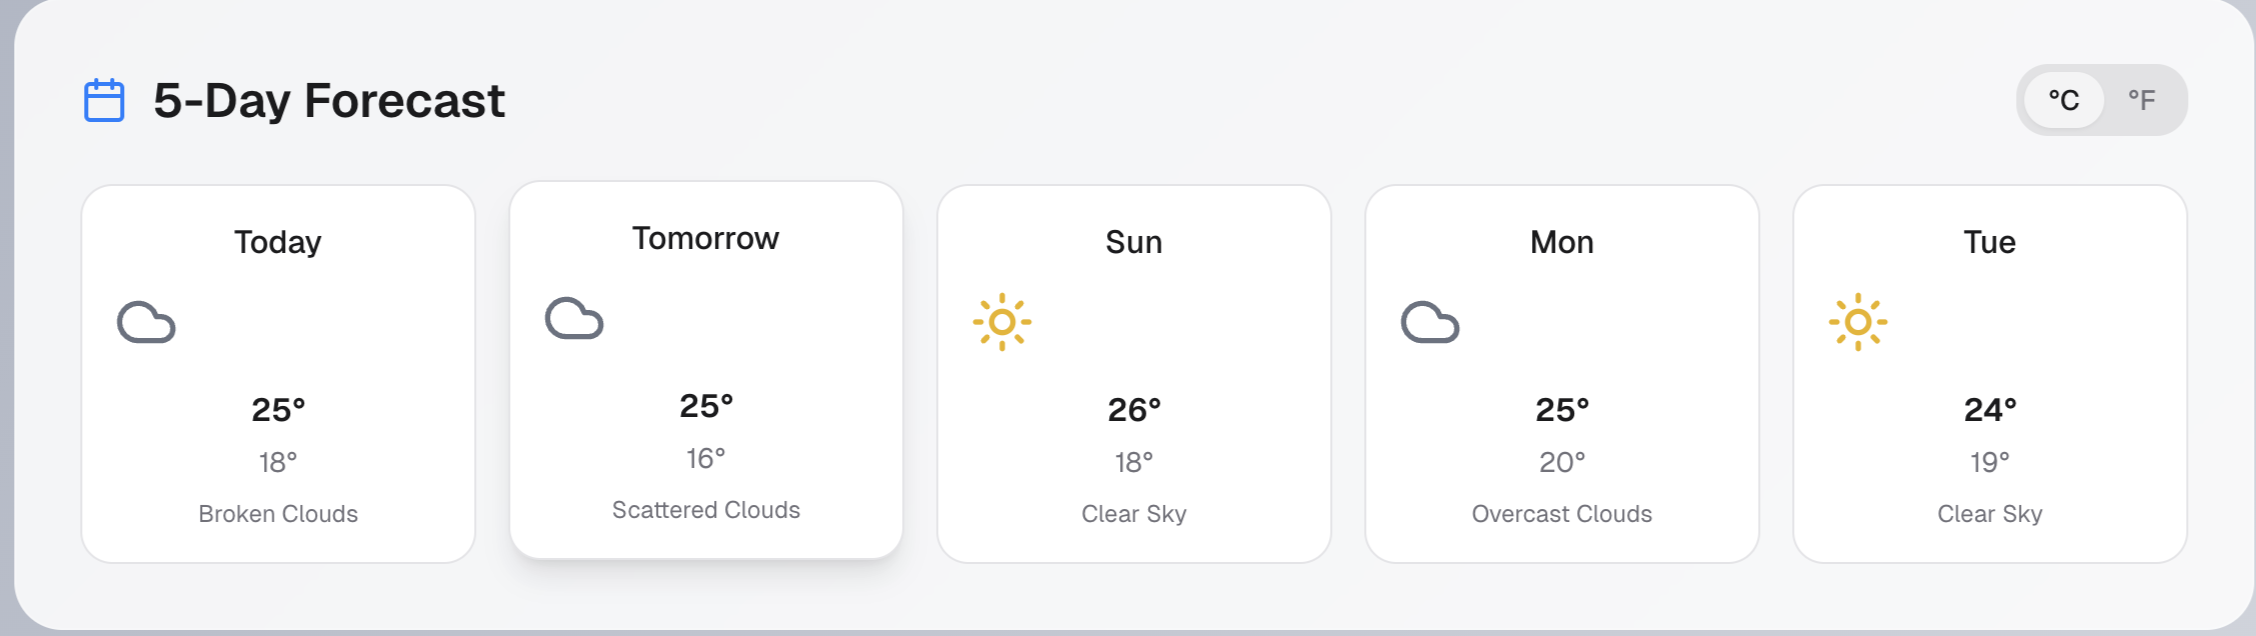 5-Day Forecast
°C °F
Today
25°
18°
Broken Clouds
Tomorrow
25°
16°
Scattered Clouds
Sun
26°
18°
Clear Sky
Mon
25°
20°
Overcast Clouds
Tue
24°
19°
Clear Sky